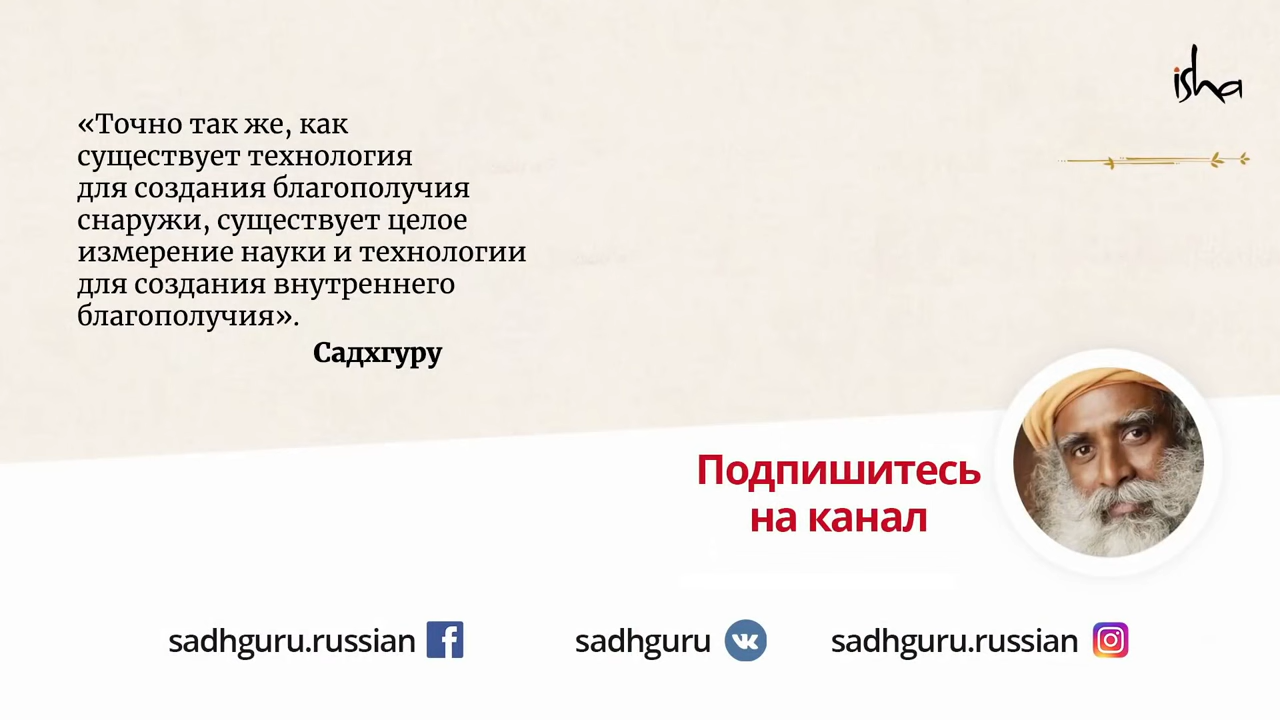 isha
«Точно так же, как
существует технология
для создания благополучия
снаружи, существует целое
измерение науки и технологии
для создания внутреннего
благополучия».
Садхгуру
Подпишитесь
на канал
sadhguru.russian
sadhguru
sadhguru.russian